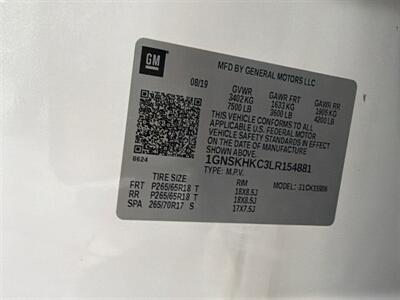 GM
MFD BY GENERAL MOTORS LLC
08/19
GVWR GAWR FRT GAWR RR
3402 KG 1633 KG 1905 KG
7500 LB 3600 LB 4200 LB
THIS VEHICLE CONFORMS TO ALL
APPLICABLE U.S. FEDERAL MOTOR
VEHICLE SAFETY STANDARDS IN EFFECT
ON THE DATE OF MANUFACTURE
SHOWN ABOVE.
1GNSKHKC3LR154881
8624
TYPE: M.P.V. MODEL:
TIRE SIZE RIM
FRT P265/65R18 T 18X8.5J
RR P265/65R18 T 18X8.5J
SPA 265/70R17 S 17X7.5J